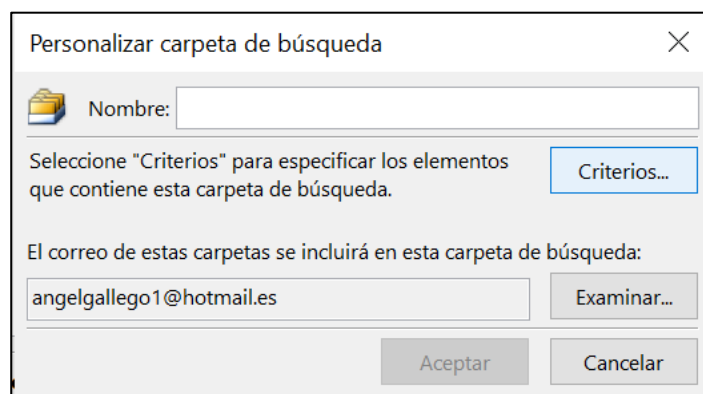 Personalizar carpeta de búsqueda
Nombre:
Seleccione "Criterios" para especificar los elementos
que contiene esta carpeta de búsqueda.
Criterios...
El correo de estas carpetas se incluirá en esta carpeta de búsqueda:
angelgallego1@hotmail.es
Examinar...
Aceptar
Cancelar